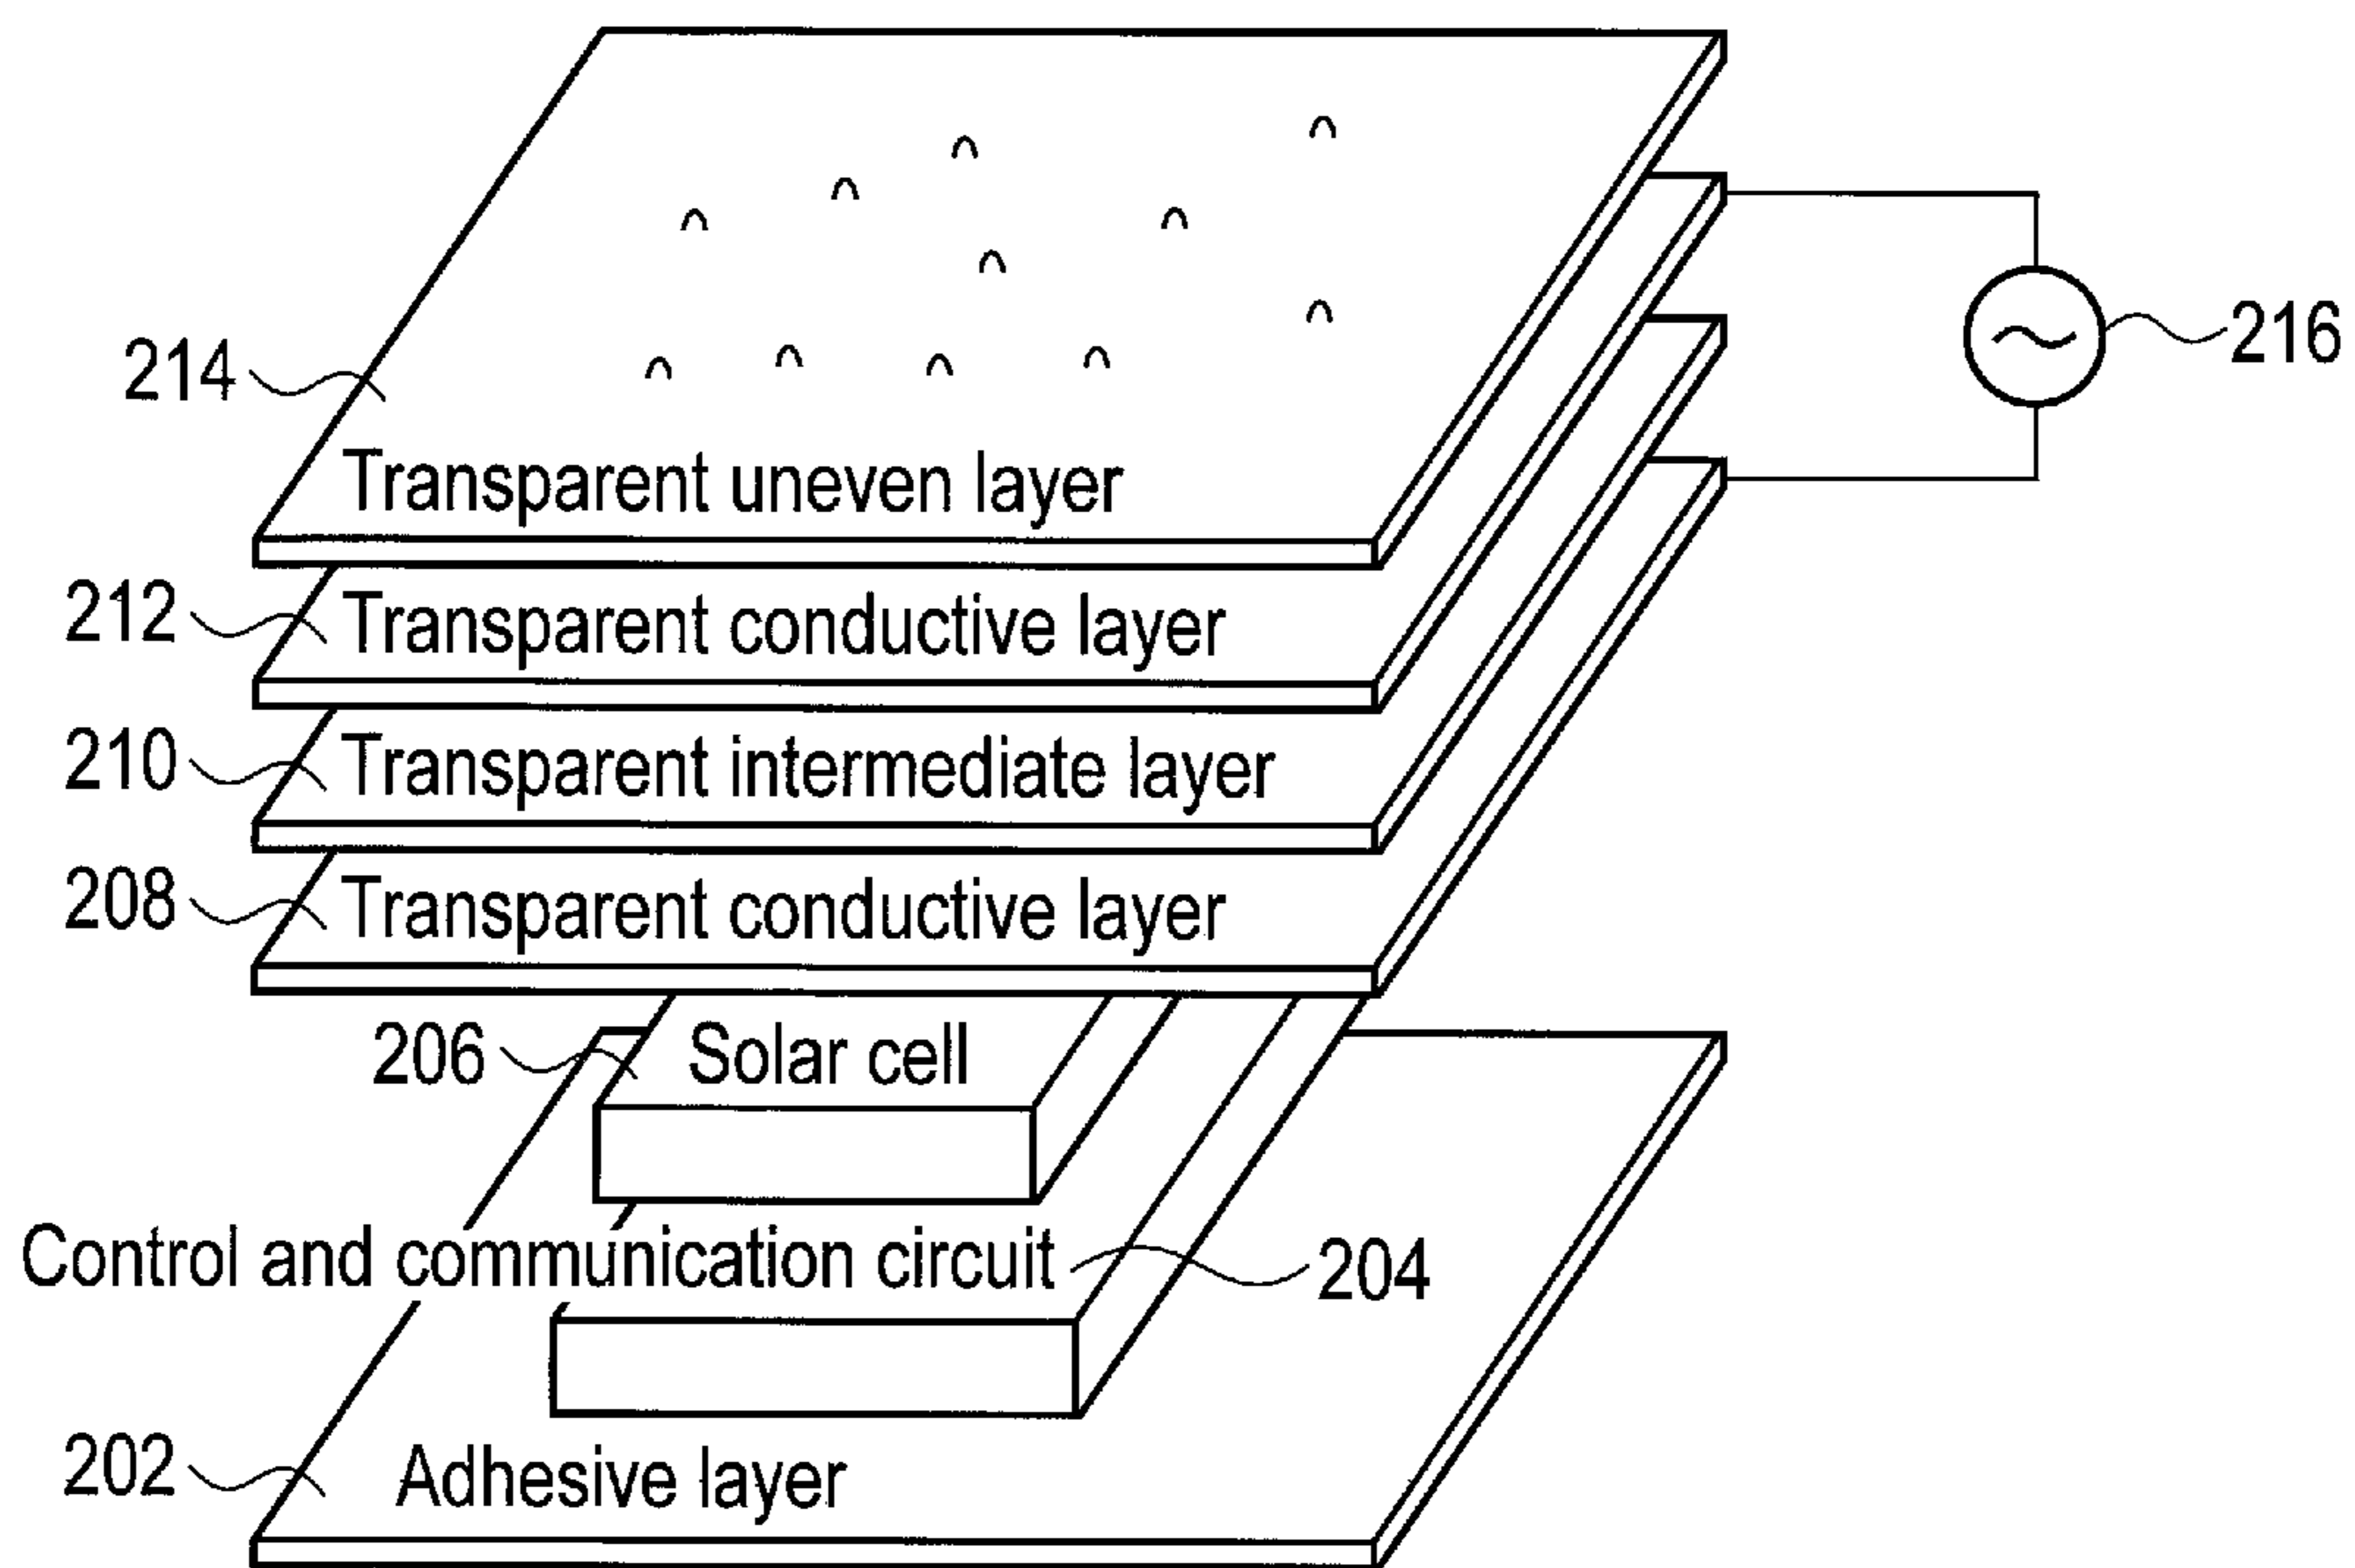 216
214
Transparent uneven layer
212
Transparent conductive layer
210
Transparent intermediate layer
208
Transparent conductive layer
206
Solar cell
Control and communication circuit
204
202
Adhesive layer